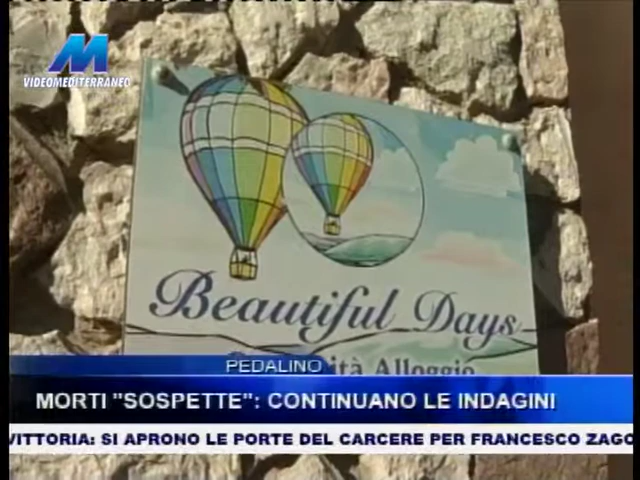 VIDEOMEDITERRANEO
Beautiful Days
Alloggio
PEDALINO
MORTI "SOSPETTE": CONTINUANO LE INDAGINI
VITTORIA: SI APRONO LE PORTE DEL CARCERE PER FRANCESCO ZAGO